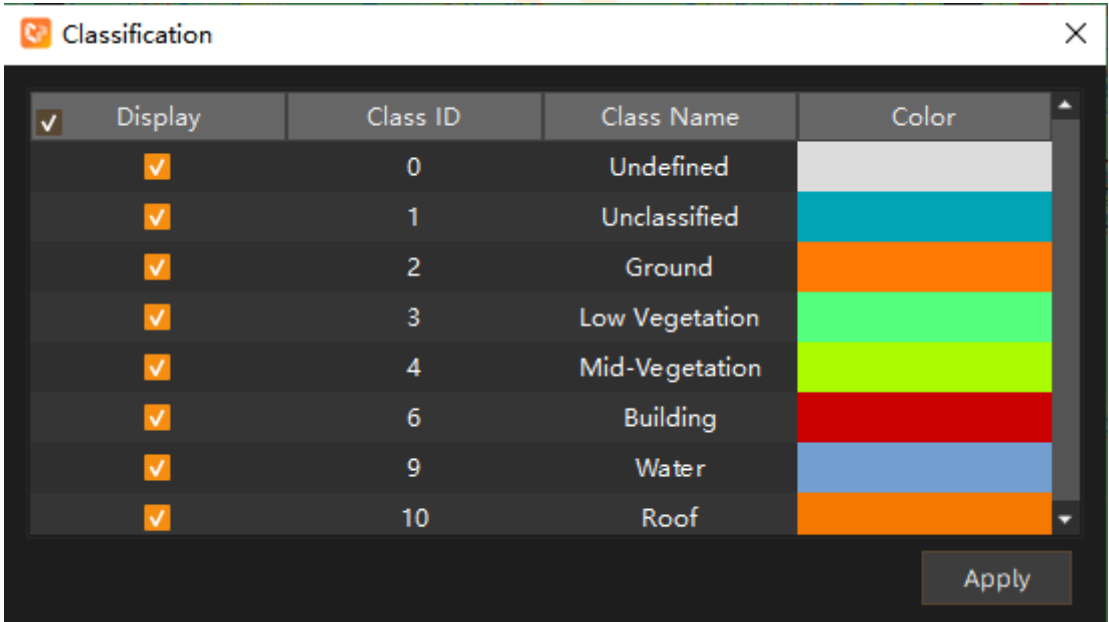 Classification
Display Class ID Class Name Color
0 Undefined
1 Unclassified
2 Ground
3 Low Vegetation
4 Mid-Vegetation
6 Building
9 Water
10 Roof
Apply